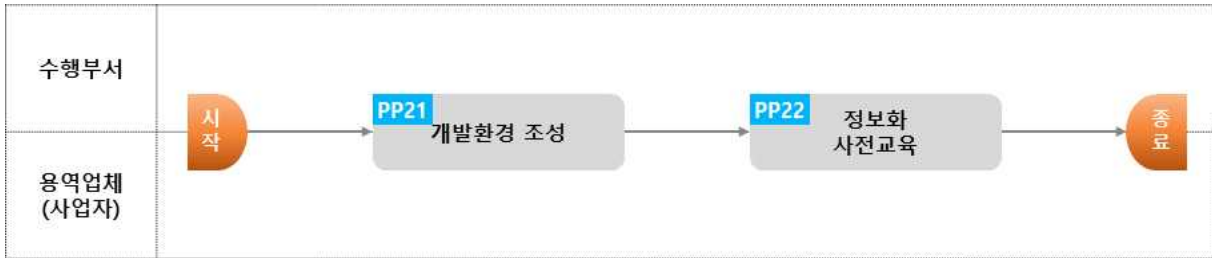 수행부서
시
작
PP21
개발환경 조성
PP22
정보화
사전교육
종
료
용역업체
(사업자)